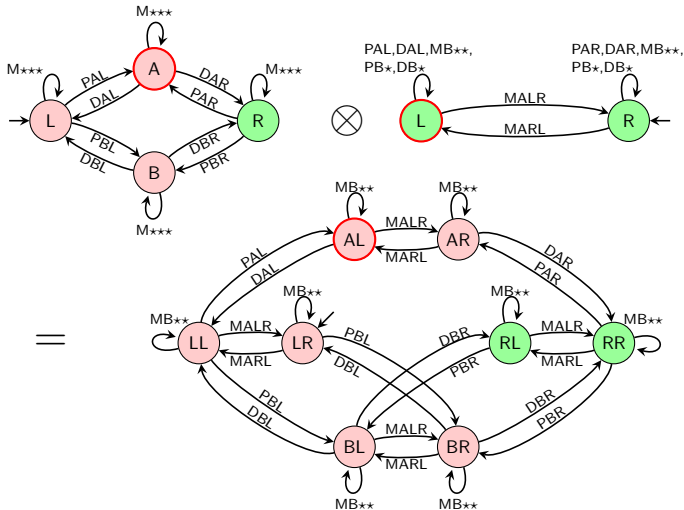 M⋆⋆⋆
PAL
DAL
A
DAR
PAR
M⋆⋆⋆
M⋆⋆⋆
L
R
PBL
DBL
B
DBR
PBR
M⋆⋆⋆
⊗
PAL,DAL,MB⋆⋆,
PB⋆,DB⋆
PAR,DAR,MB⋆⋆,
PB⋆,DB⋆
L
MALR
MARL
R
=
MB⋆⋆
MB⋆⋆
AL
MALR
MARL
AR
PAL
DAL
DAR
PAR
MB⋆⋆
MB⋆⋆
MB⋆⋆
MB⋆⋆
LL
MALR
MARL
LR
PBL
DBL
DBR
PBR
RL
MALR
MARL
RR
PBL
DBL
DBR
PBR
BL
MALR
MARL
BR
MB⋆⋆
MB⋆⋆